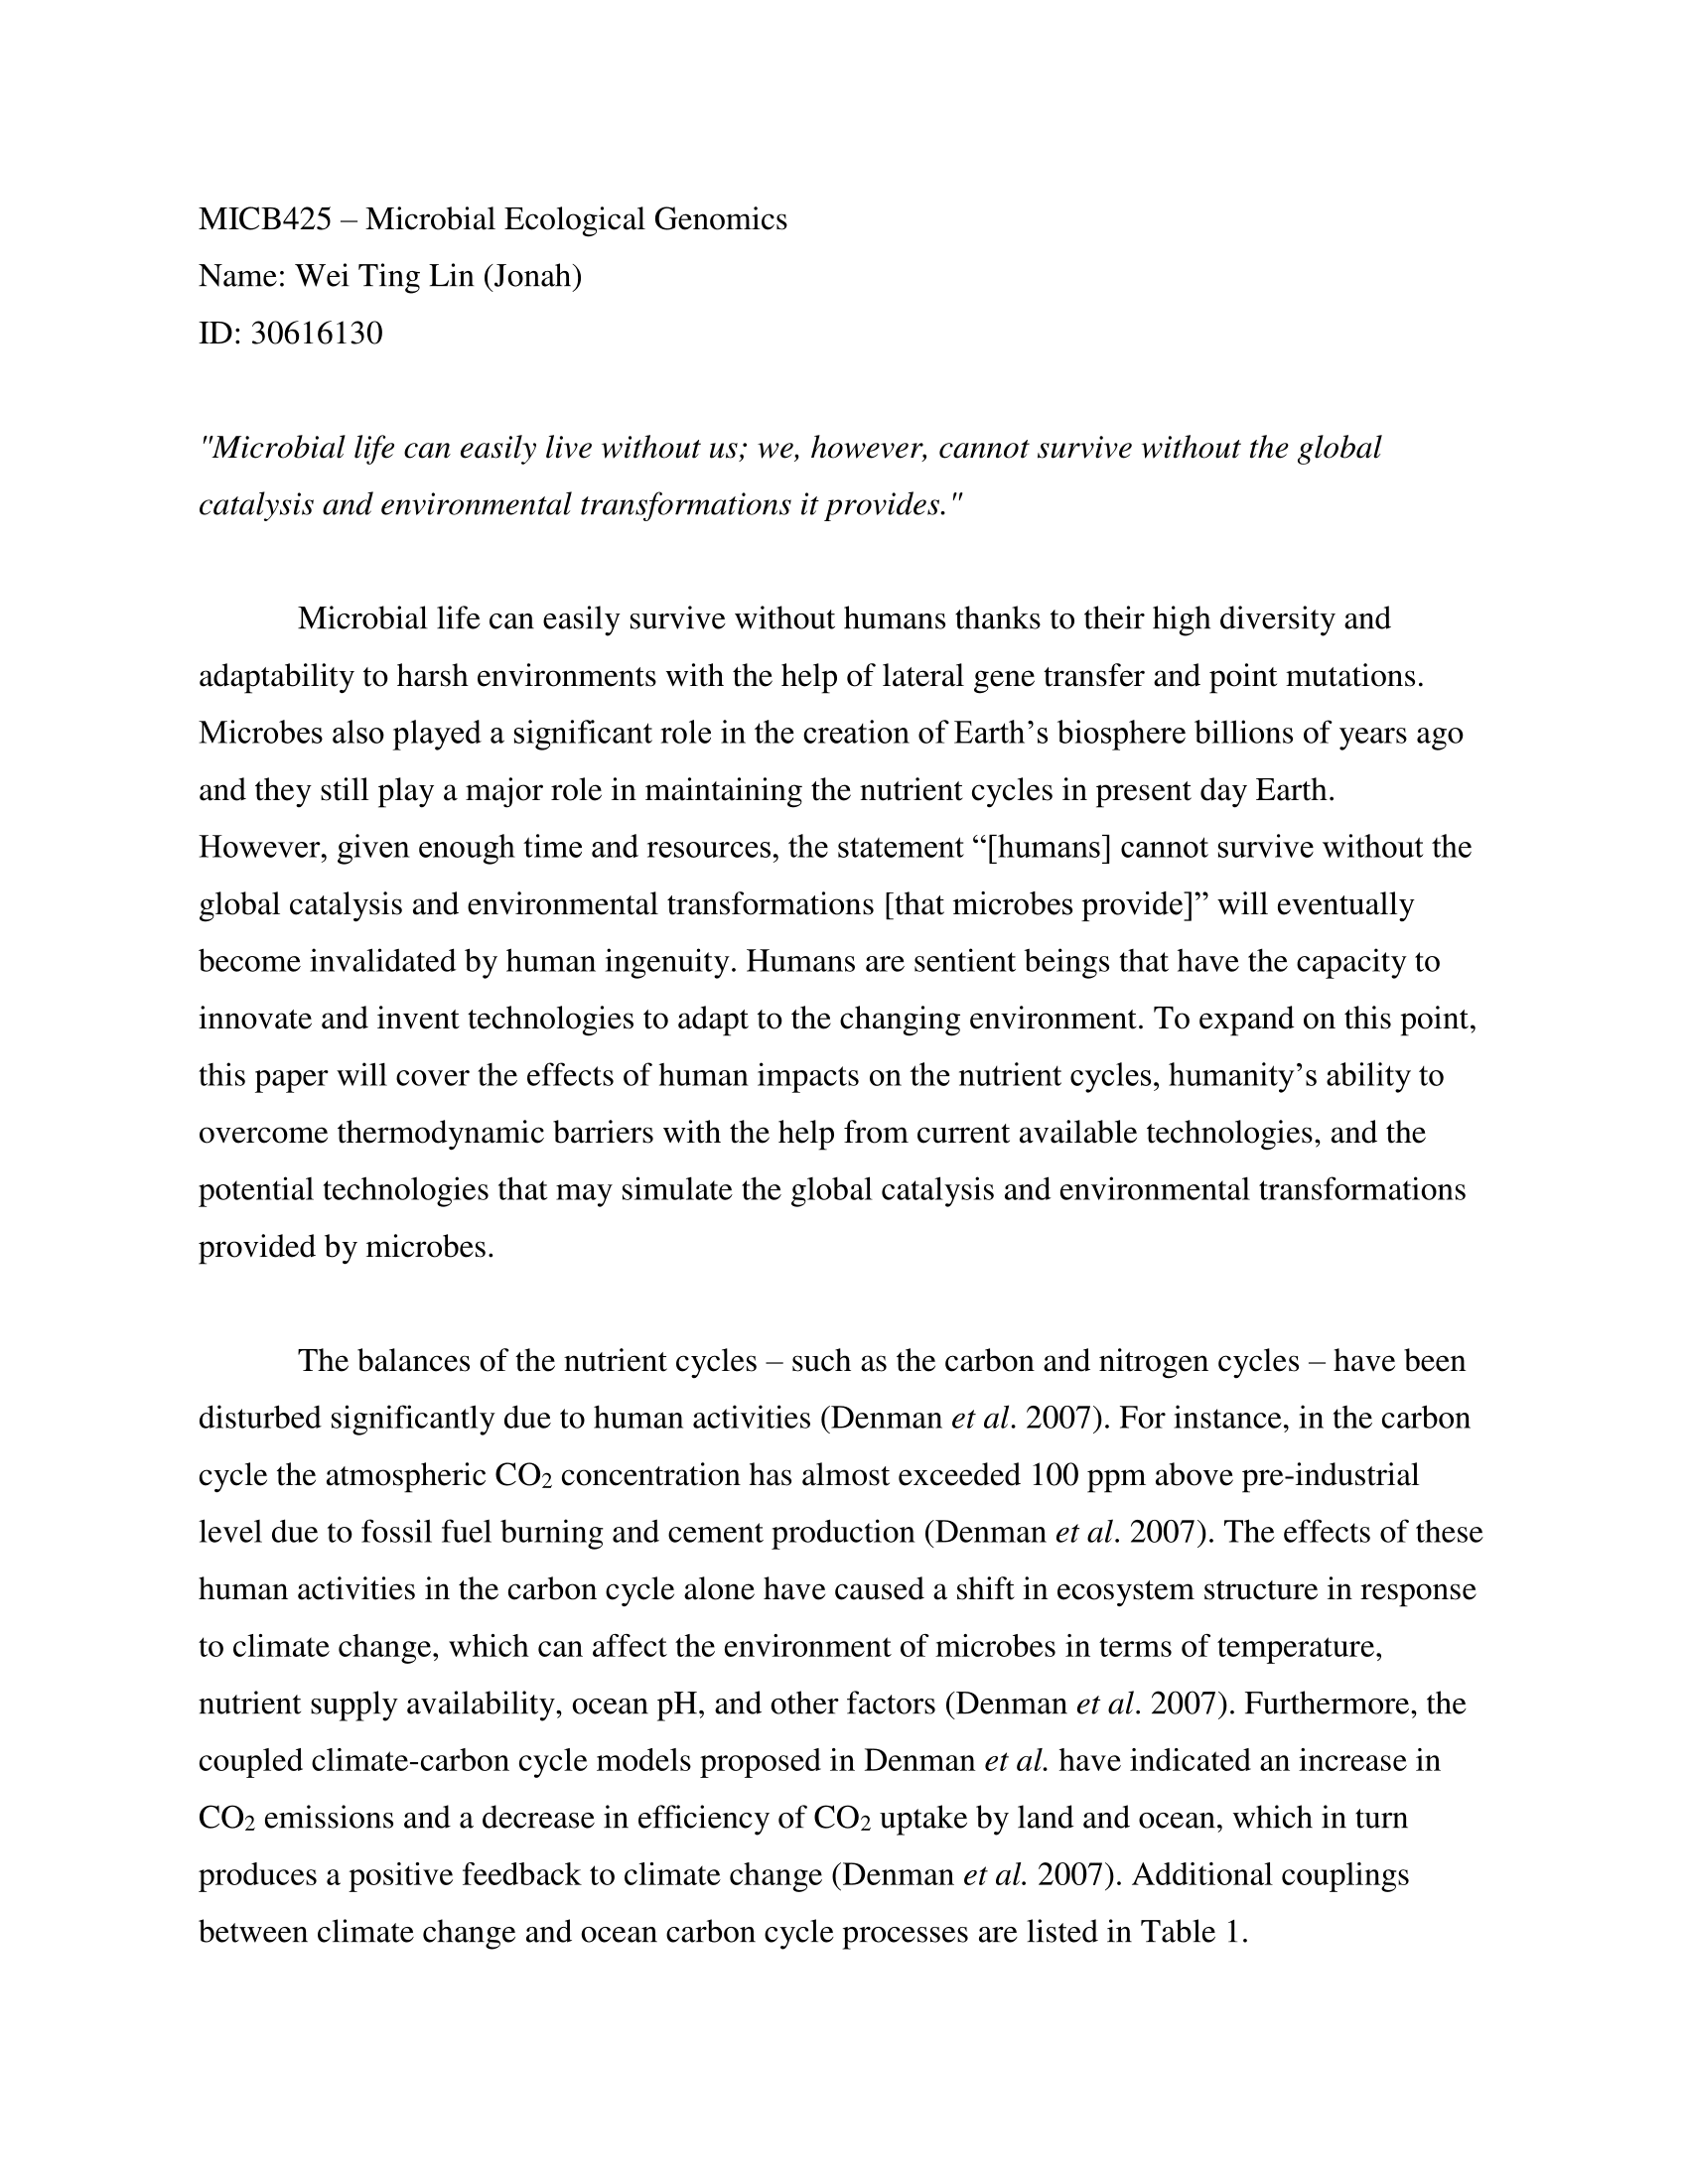 MICB425 – Microbial Ecological Genomics
Name: Wei Ting Lin (Jonah)
ID: 30616130
"Microbial life can easily live without us; we, however, cannot survive without the global
catalysis and environmental transformations it provides."
Microbial life can easily survive without humans thanks to their high diversity and
adaptability to harsh environments with the help of lateral gene transfer and point mutations.
Microbes also played a significant role in the creation of Earth’s biosphere billions of years ago
and they still play a major role in maintaining the nutrient cycles in present day Earth.
However, given enough time and resources, the statement “[humans] cannot survive without the
global catalysis and environmental transformations [that microbes provide]” will eventually
become invalidated by human ingenuity. Humans are sentient beings that have the capacity to
innovate and invent technologies to adapt to the changing environment. To expand on this point,
this paper will cover the effects of human impacts on the nutrient cycles, humanity’s ability to
overcome thermodynamic barriers with the help from current available technologies, and the
potential technologies that may simulate the global catalysis and environmental transformations
provided by microbes.
The balances of the nutrient cycles – such as the carbon and nitrogen cycles – have been
disturbed significantly due to human activities (Denman et al. 2007). For instance, in the carbon
cycle the atmospheric CO₂ concentration has almost exceeded 100 ppm above pre-industrial
level due to fossil fuel burning and cement production (Denman et al. 2007). The effects of these
human activities in the carbon cycle alone have caused a shift in ecosystem structure in response
to climate change, which can affect the environment of microbes in terms of temperature,
nutrient supply availability, ocean pH, and other factors (Denman et al. 2007). Furthermore, the
coupled climate-carbon cycle models proposed in Denman et al. have indicated an increase in
CO₂ emissions and a decrease in efficiency of CO₂ uptake by land and ocean, which in turn
produces a positive feedback to climate change (Denman et al. 2007). Additional couplings
between climate change and ocean carbon cycle processes are listed in Table 1.